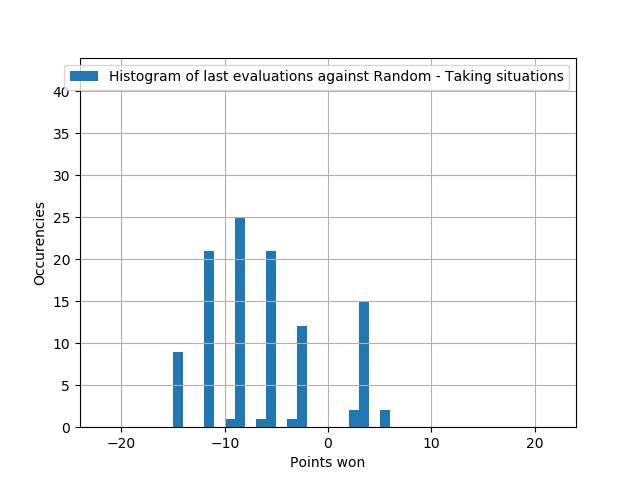 Histogram of last evaluations against Random - Taking situations
40
35
30
25
20
15
10
5
0
Occurencies
−20 −10 0 10 20
Points won